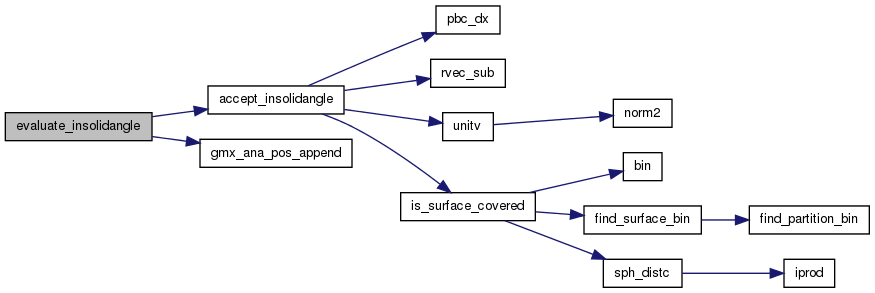 pbc_dx
rvec_sub
accept_insolidangle
norm2
unitv
evaluate_insolidangle
gmx_ana_pos_append
bin
is_surface_covered
find_surface_bin
find_partition_bin
sph_distc
iprod